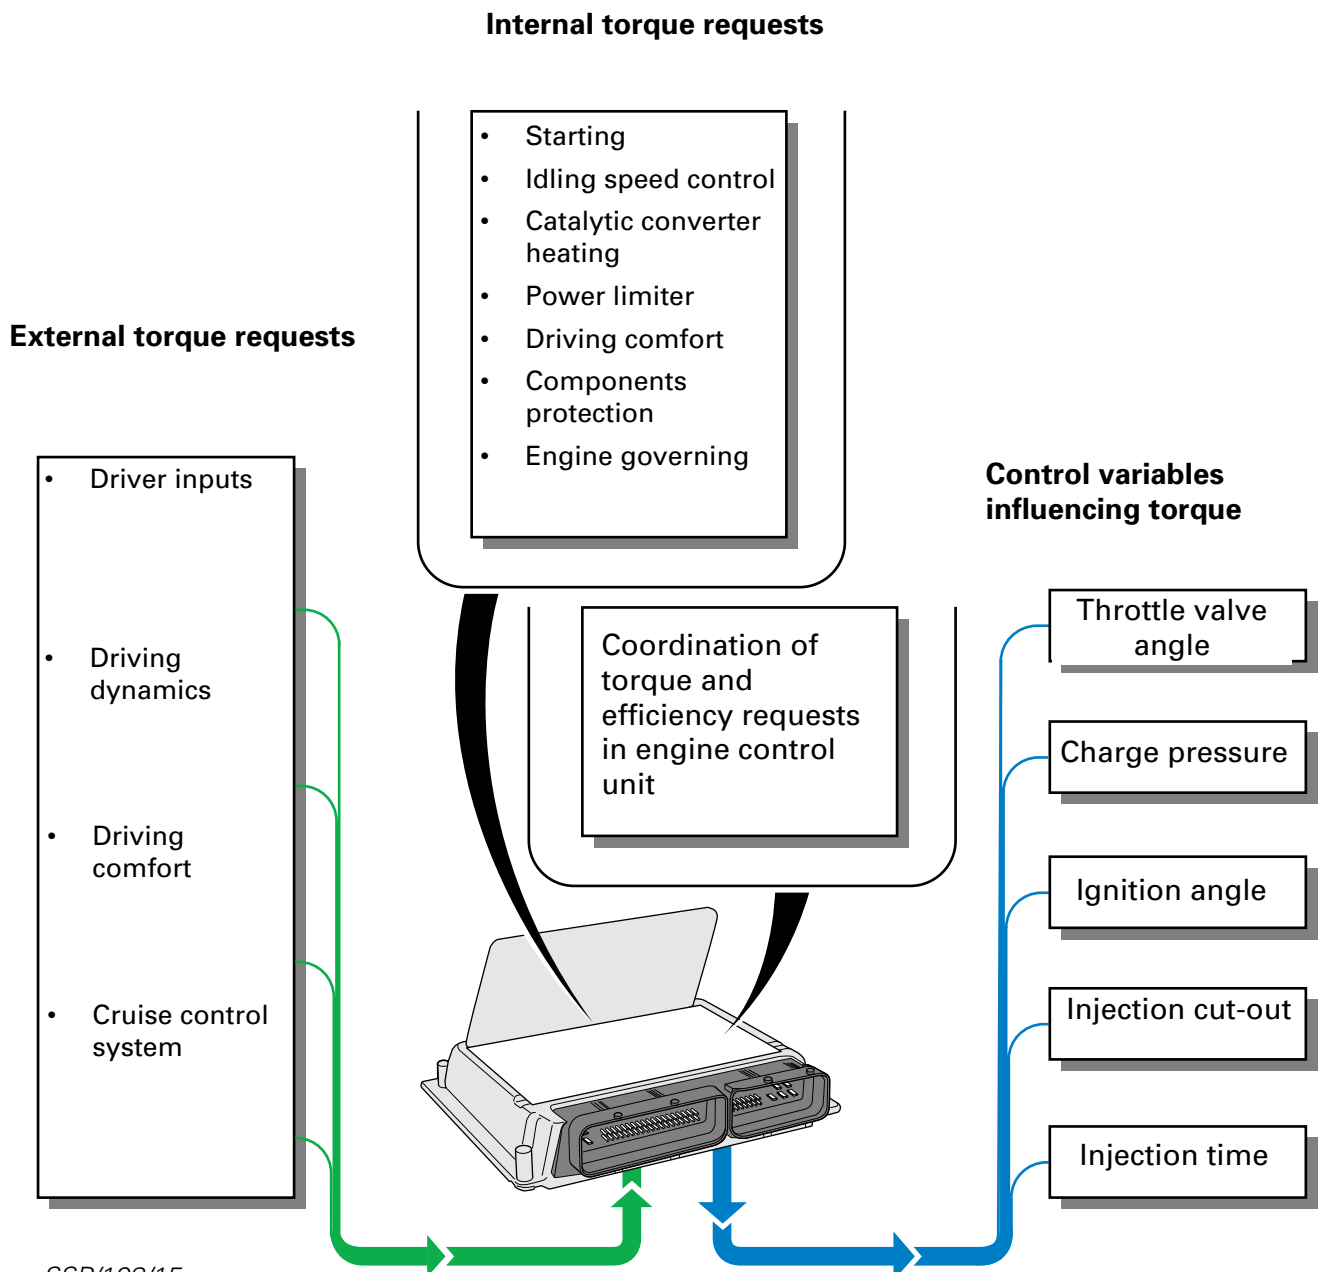 Internal torque requests
• Starting
• Idling speed control
• Catalytic converter
heating
• Power limiter
• Driving comfort
• Components
protection
• Engine governing
External torque requests
• Driver inputs
• Driving
dynamics
• Driving
comfort
• Cruise control
system
Coordination of
torque and
efficiency requests
in engine control
unit
Control variables
influencing torque
Throttle valve
angle
Charge pressure
Ignition angle
Injection cut-out
Injection time